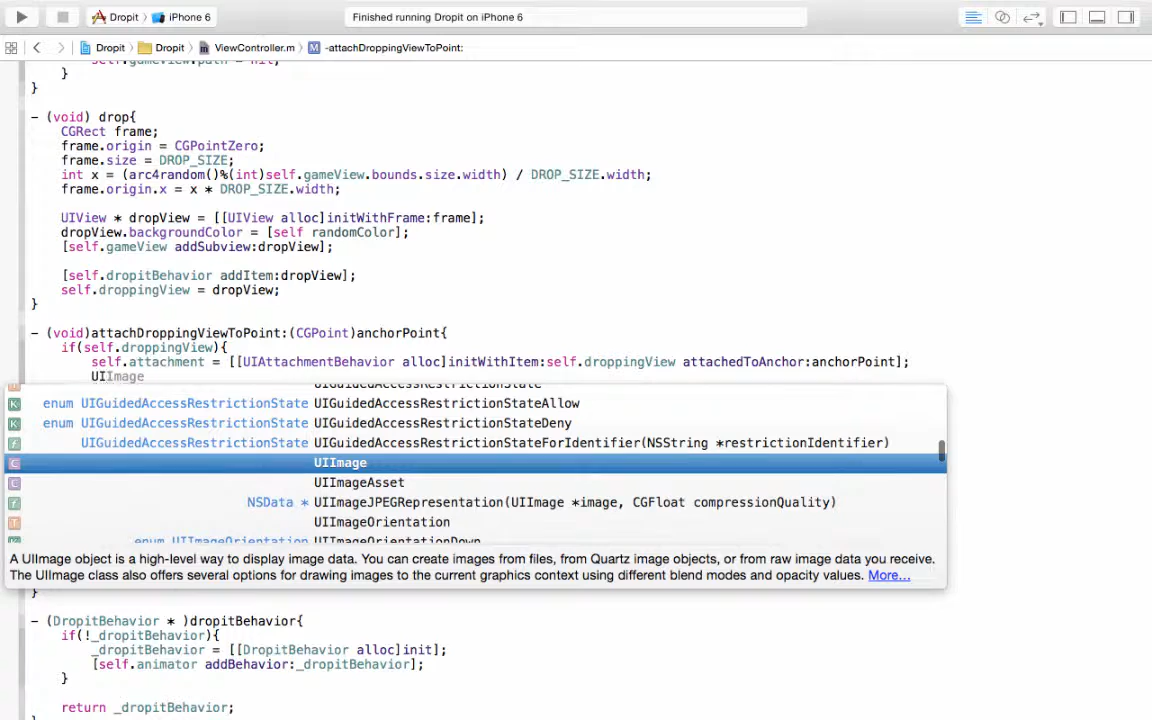 Dropit iPhone 6 Finished running Dropit on iPhone 6
Dropit Dropit ViewController.m M -attachDroppingViewToPoint:
self.gameView.path = nil;
}
}
- (void) drop{
CGRect frame;
frame.origin = CGPointZero;
frame.size = DROP_SIZE;
int x = (arc4random()%(int)self.gameView.bounds.size.width) / DROP_SIZE.width;
frame.origin.x = x * DROP_SIZE.width;
UIView * dropView = [[UIView alloc]initWithFrame:frame];
dropView.backgroundColor = [self randomColor];
[self.gameView addSubview:dropView];
[self.dropitBehavior addItem:dropView];
self.droppingView = dropView;
}
- (void)attachDroppingViewToPoint:(CGPoint)anchorPoint{
if(self.droppingView){
self.attachment = [[UIAttachmentBehavior alloc]initWithItem:self.droppingView attachedToAnchor:anchorPoint];
UIImage
T UIGuidedAccessRestrictionState
K enum UIGuidedAccessRestrictionState UIGuidedAccessRestrictionStateAllow
K enum UIGuidedAccessRestrictionState UIGuidedAccessRestrictionStateDeny
f UIGuidedAccessRestrictionState UIGuidedAccessRestrictionStateForIdentifier(NSString *restrictionIdentifier)
C UIImage
C UIImageAsset
f NSData * UIImageJPEGRepresentation(UIImage *image, CGFloat compressionQuality)
T UIImageOrientation
K enum UIImageOrientation UIImageOrientationDown
A UIImage object is a high-level way to display image data. You can create images from files, from Quartz image objects, or from raw image data you receive.
The UIImage class also offers several options for drawing images to the current graphics context using different blend modes and opacity values. More...
}
- (DropitBehavior * )dropitBehavior{
if(!_dropitBehavior){
_dropitBehavior = [[DropitBehavior alloc]init];
[self.animator addBehavior:_dropitBehavior];
}
return _dropitBehavior;
}